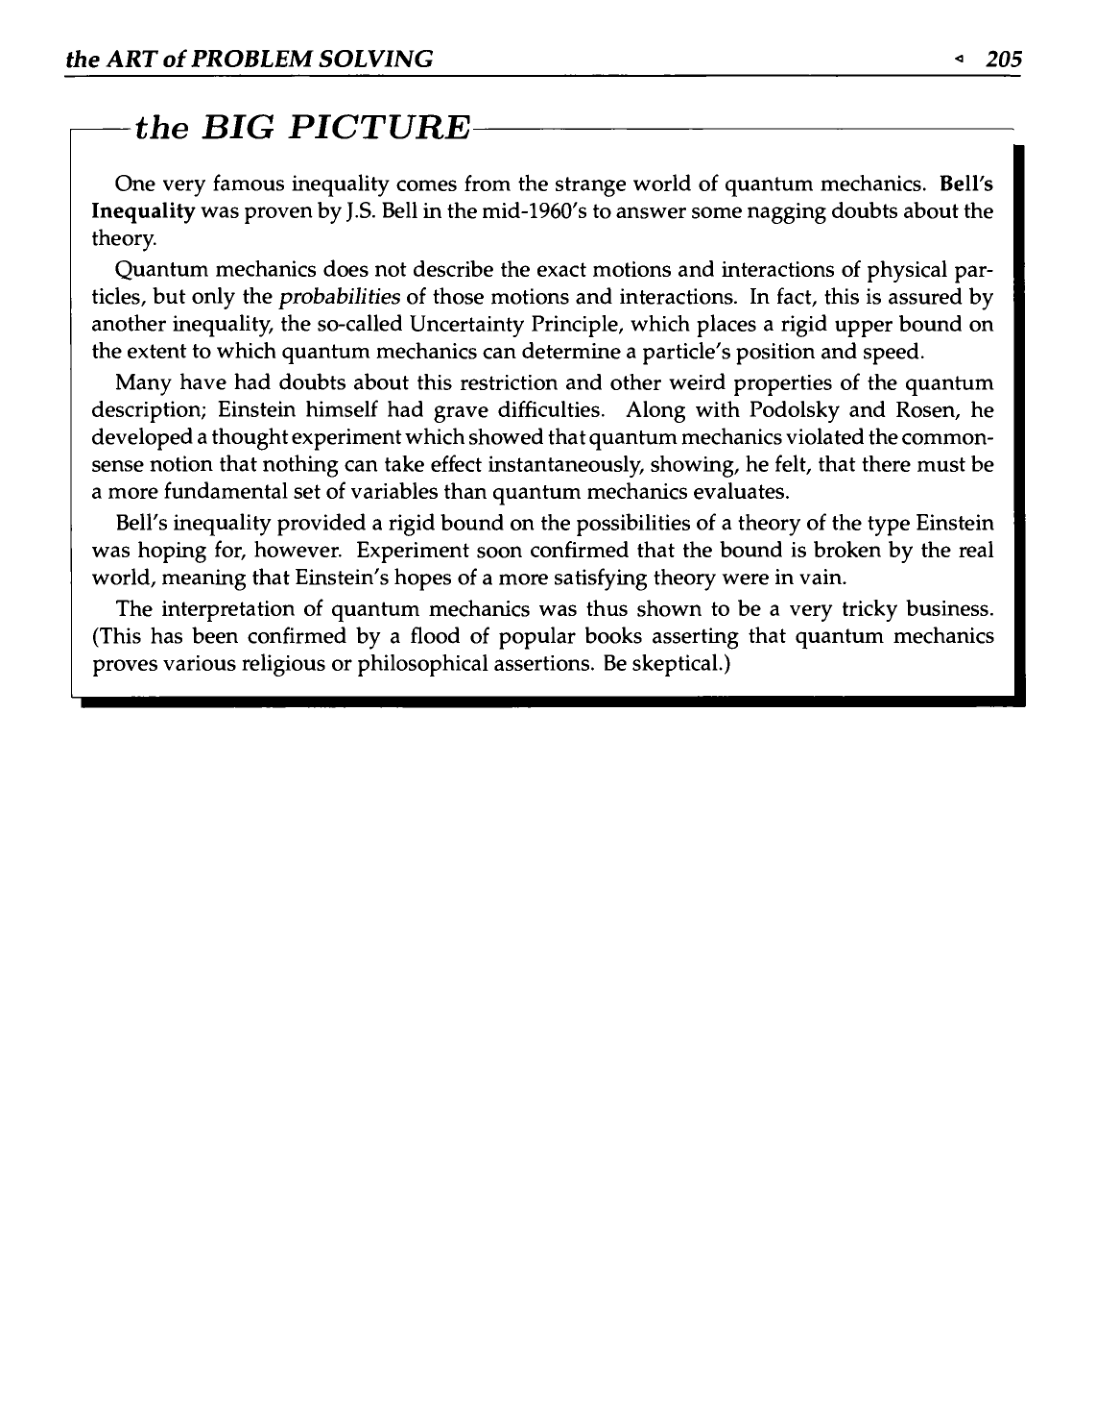 the ART of PROBLEM SOLVING ◃ 205
the BIG PICTURE
One very famous inequality comes from the strange world of quantum mechanics. Bell's
Inequality was proven by J.S. Bell in the mid-1960's to answer some nagging doubts about the
theory.
Quantum mechanics does not describe the exact motions and interactions of physical par-
ticles, but only the probabilities of those motions and interactions. In fact, this is assured by
another inequality, the so-called Uncertainty Principle, which places a rigid upper bound on
the extent to which quantum mechanics can determine a particle's position and speed.
Many have had doubts about this restriction and other weird properties of the quantum
description; Einstein himself had grave difficulties. Along with Podolsky and Rosen, he
developed a thought experiment which showed that quantum mechanics violated the common-
sense notion that nothing can take effect instantaneously, showing, he felt, that there must be
a more fundamental set of variables than quantum mechanics evaluates.
Bell's inequality provided a rigid bound on the possibilities of a theory of the type Einstein
was hoping for, however. Experiment soon confirmed that the bound is broken by the real
world, meaning that Einstein's hopes of a more satisfying theory were in vain.
The interpretation of quantum mechanics was thus shown to be a very tricky business.
(This has been confirmed by a flood of popular books asserting that quantum mechanics
proves various religious or philosophical assertions. Be skeptical.)